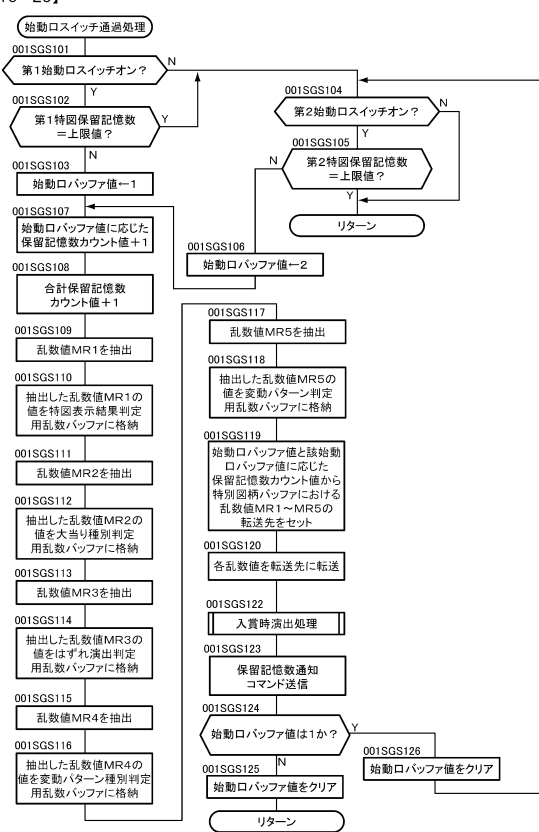 始動口スイッチ通過処理
001SGS101
第1始動口スイッチオン？
N
Y
001SGS102
第1特図保留記憶数
＝上限値？
Y
N
001SGS103
始動口バッファ値←1
001SGS104
第2始動口スイッチオン？
N
Y
001SGS105
第2特図保留記憶数
＝上限値？
N
Y
リターン
001SGS106
始動口バッファ値←2
001SGS107
始動口バッファ値に応じた
保留記憶数カウント値＋1
001SGS108
合計保留記憶数
カウント値＋1
001SGS109
乱数値MR1を抽出
001SGS110
抽出した乱数値MR1の
値を特図表示結果判定
用乱数バッファに格納
001SGS111
乱数値MR2を抽出
001SGS112
抽出した乱数値MR2の
値を大当り種別判定
用乱数バッファに格納
001SGS113
乱数値MR3を抽出
001SGS114
抽出した乱数値MR3の
値をはずれ演出判定
用乱数バッファに格納
001SGS115
乱数値MR4を抽出
001SGS116
抽出した乱数値MR4の
値を変動パターン種別判定
用乱数バッファに格納
001SGS117
乱数値MR5を抽出
001SGS118
抽出した乱数値MR5の
値を変動パターン判定
用乱数バッファに格納
001SGS119
始動口バッファ値と該始動
口バッファ値に応じた
保留記憶数カウント値から
特別図柄バッファにおける
乱数値MR1～MR5の
転送先をセット
001SGS120
各乱数値を転送先に転送
001SGS122
入賞時演出処理
001SGS123
保留記憶数通知
コマンド送信
001SGS124
始動口バッファ値は1か？
Y
N
001SGS125
始動口バッファ値をクリア
リターン
001SGS126
始動口バッファ値をクリア